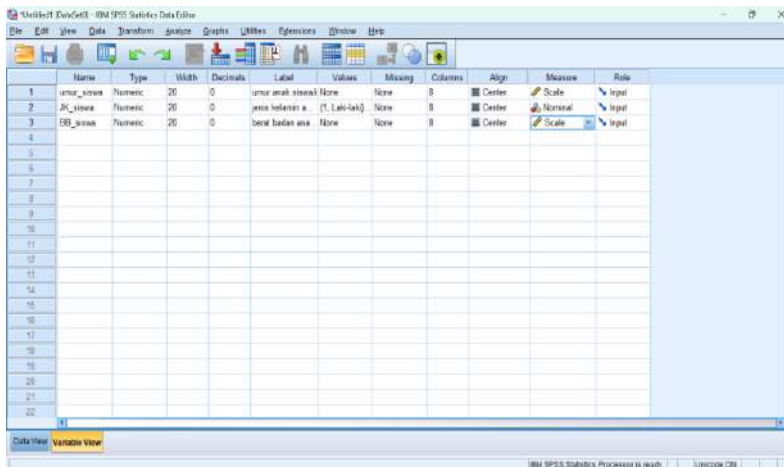 *Untitled1 [DataSet0] - IBM SPSS Statistics Data Editor
File Edit View Data Transform Analyze Graphs Utilities Extensions Window Help
Name Type Width Decimals Label Values Missing Columns Align Measure Role
1 umur_siswa Numeric 20 0 umur anak siswa None None 8 Center Scale Input
2 JK_siswa Numeric 20 0 jenis kelamin a... {1, Laki-laki}... None 8 Center Nominal Input
3 BB_siswa Numeric 20 0 berat badan ana... None None 8 Center Scale Input
4
5
6
7
8
9
10
11
12
13
14
15
16
17
18
19
20
21
22
Data View Variable View
IBM SPSS Statistics Processor is ready Unicode:ON